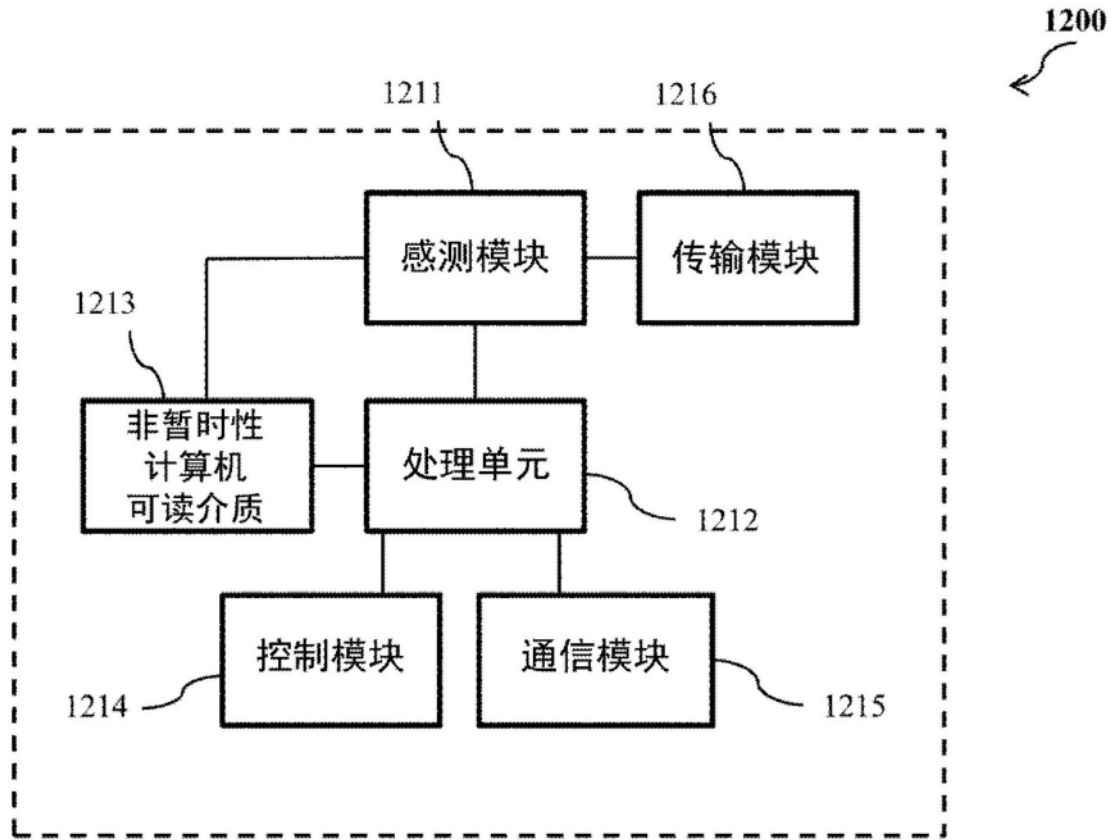 1200
1211
1216
感测模块
传输模块
1213
非暂时性
计算机
可读介质
处理单元
1212
控制模块
通信模块
1214
1215